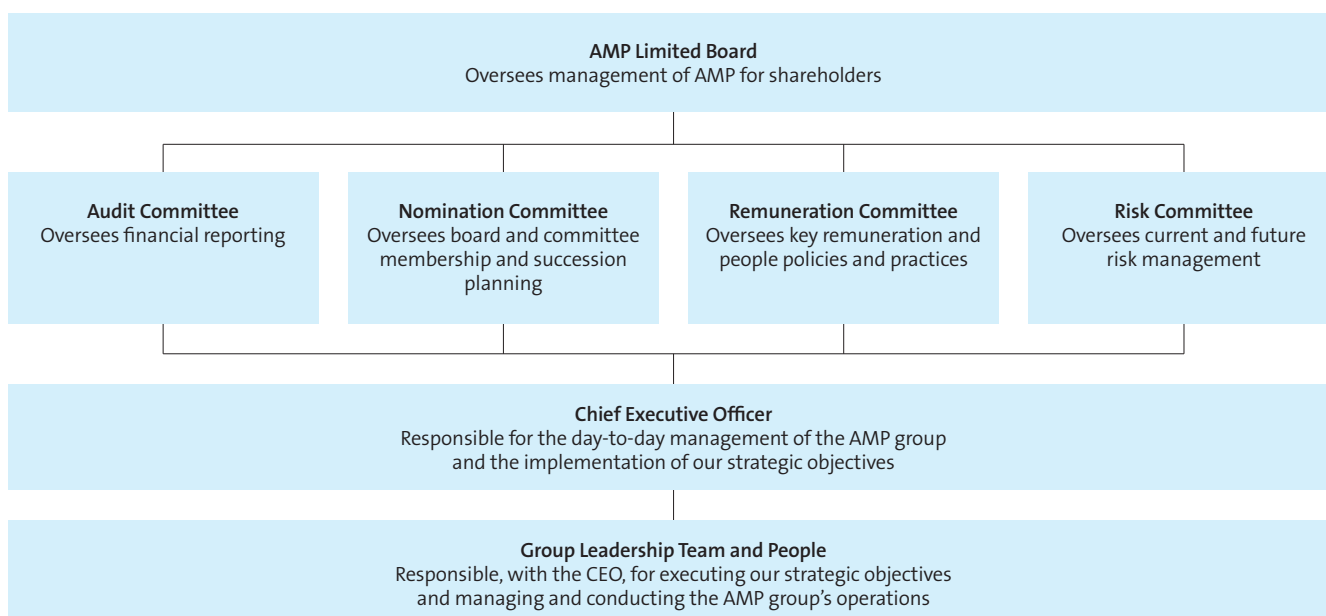 AMP Limited Board
Oversees management of AMP for shareholders
Audit Committee
Oversees financial reporting
Nomination Committee
Oversees board and committee
membership and succession
planning
Remuneration Committee
Oversees key remuneration and
people policies and practices
Risk Committee
Oversees current and future
risk management
Chief Executive Officer
Responsible for the day-to-day management of the AMP group
and the implementation of our strategic objectives
Group Leadership Team and People
Responsible, with the CEO, for executing our strategic objectives
and managing and conducting the AMP group’s operations